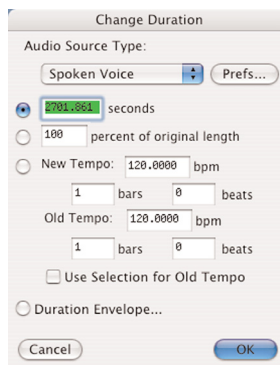 Change Duration
Audio Source Type:
Spoken Voice Prefs...
2701.861 seconds
100 percent of original length
New Tempo: 120.0000 bpm
1 bars 0 beats
Old Tempo: 120.0000 bpm
1 bars 0 beats
Use Selection for Old Tempo
Duration Envelope...
Cancel OK